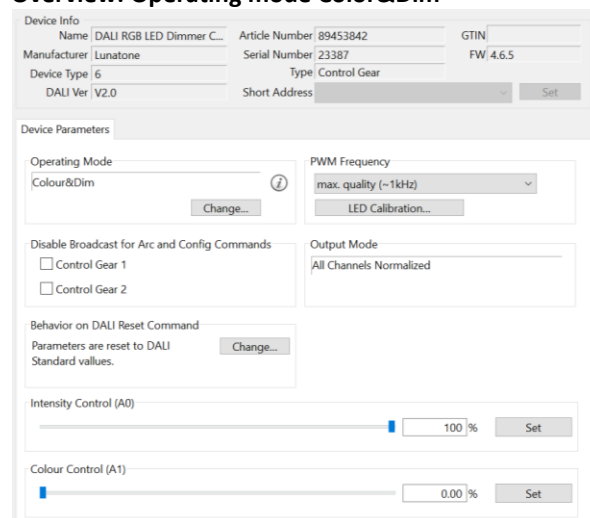 Overview: Operating mode Color&Dim
Device Info
Name DALI RGB LED Dimmer C... Article Number 89453842 GTIN
Manufacturer Lunatone Serial Number 23387 FW 4.6.5
Device Type 6 Type Control Gear
DALI Ver V2.0 Short Address Set
Device Parameters
Operating Mode PWM Frequency
Colour&Dim max. quality (~1kHz)
Change... LED Calibration...
Disable Broadcast for Arc and Config Commands Output Mode
Control Gear 1 All Channels Normalized
Control Gear 2
Behavior on DALI Reset Command
Parameters are reset to DALI Change...
Standard vallues.
Intensity Control (A0)
100 % Set
Colour Control (A1)
0.00 % Set